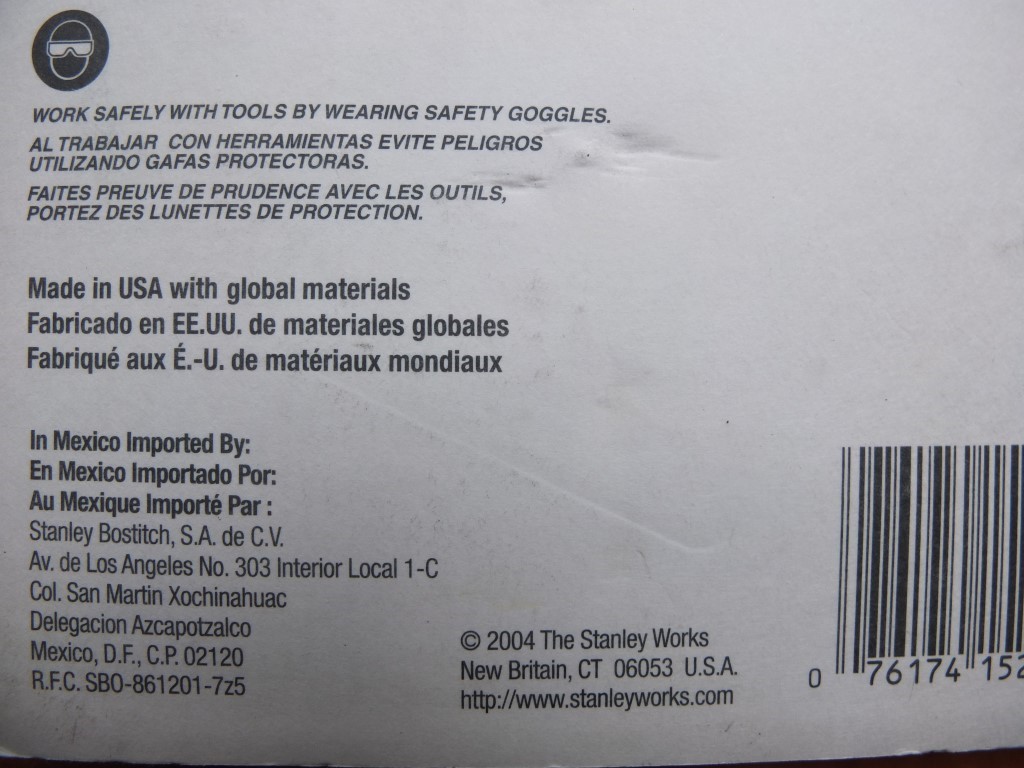 WORK SAFELY WITH TOOLS BY WEARING SAFETY GOGGLES.
AL TRABAJAR CON HERRAMIENTAS EVITE PELIGROS
UTILIZANDO GAFAS PROTECTORAS.
FAITES PREUVE DE PRUDENCE AVEC LES OUTILS,
PORTEZ DES LUNETTES DE PROTECTION.
Made in USA with global materials
Fabricado en EE.UU. de materiales globales
Fabriqué aux É.-U. de matériaux mondiaux
In Mexico Imported By:
En Mexico Importado Por:
Au Mexique Importé Par :
Stanley Bostitch, S.A. de C.V.
Av. de Los Angeles No. 303 Interior Local 1-C
Col. San Martin Xochinahuac
Delegacion Azcapotzalco
Mexico, D.F., C.P. 02120
R.F.C. SBO-861201-7z5
© 2004 The Stanley Works
New Britain, CT 06053 U.S.A.
http://www.stanleyworks.com
0 76174 152